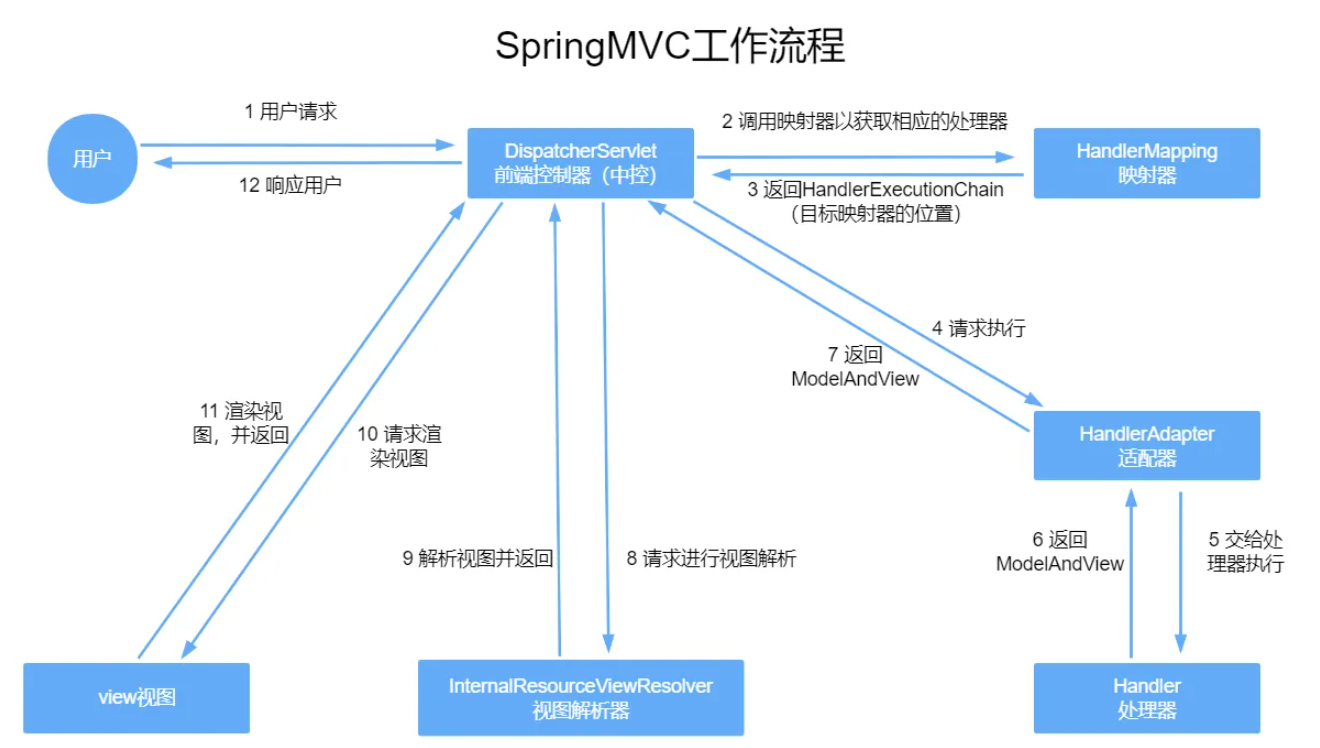 SpringMVC工作流程
1 用户请求
用户
12 响应用户
DispatcherServlet
前端控制器（中控）
2 调用映射器以获取相应的处理器
3 返回HandlerExecutionChain
（目标映射器的位置）
HandlerMapping
映射器
4 请求执行
7 返回
ModelAndView
11 渲染视
图，并返回
10 请求渲
染视图
HandlerAdapter
适配器
9 解析视图并返回
8 请求进行视图解析
6 返回
ModelAndView
5 交给处
理器执行
view视图
InternalResourceViewResolver
视图解析器
Handler
处理器